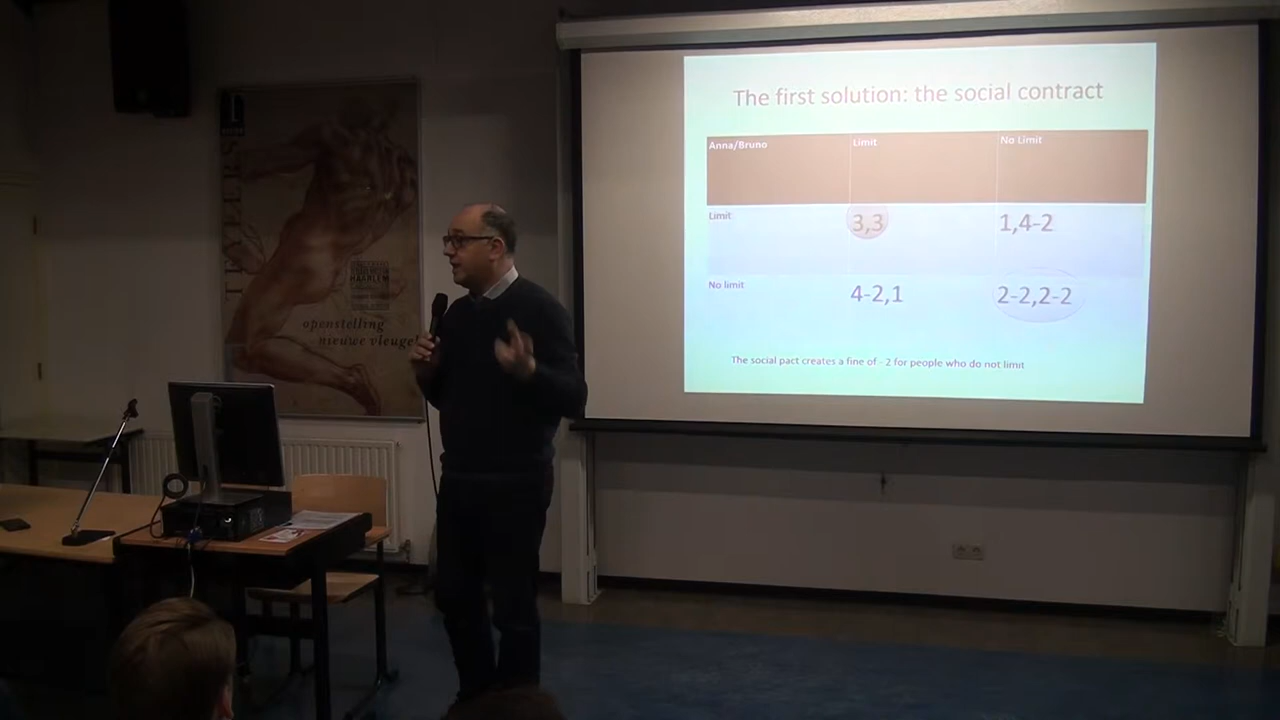 The first solution: the social contract
Anna/Bruno Limit No Limit
Limit 3,3 1,4-2
No limit 4-2,1 2-2,2-2
The social pact creates a fine of - 2 for people who do not limit
TEYLERS
HAARLEM
openstelling
nieuwe vleugel